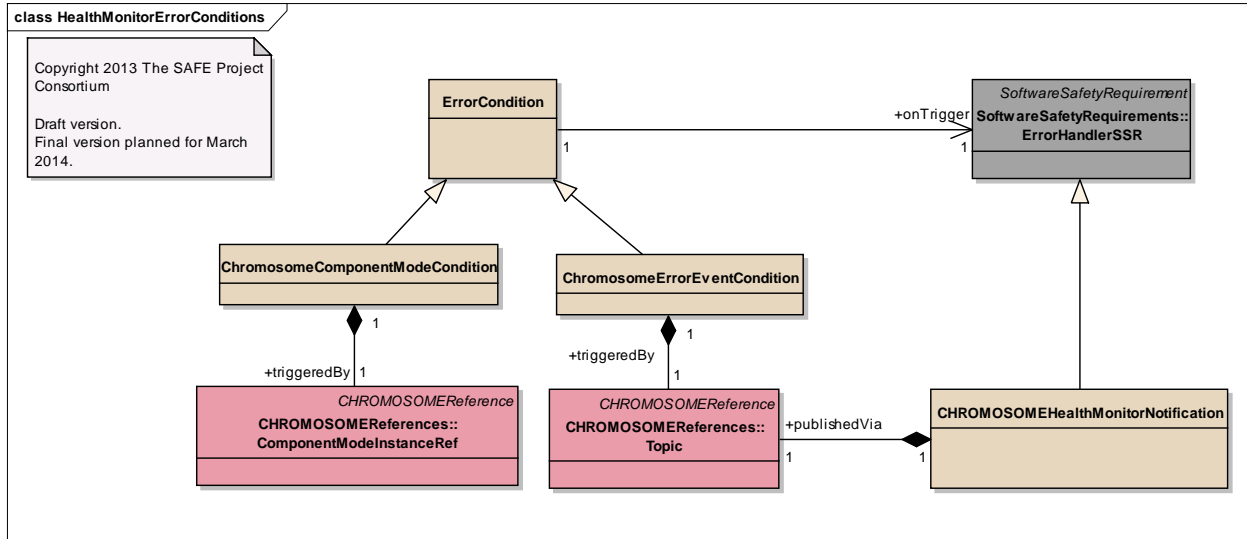 class HealthMonitorErrorConditions
Copyright 2013 The SAFE Project
Consortium
Draft version.
Final version planned for March
2014.
ErrorCondition
+onTrigger
1
1
SoftwareSafetyRequirement
SoftwareSafetyRequirements::
ErrorHandlerSSR
ChromosomeComponentModeCondition
ChromosomeErrorEventCondition
1
1
+triggeredBy
1
+triggeredBy
1
CHROMOSOMEReference
CHROMOSOMEReferences::
ComponentModeInstanceRef
CHROMOSOMEReference
CHROMOSOMEReferences::
Topic
+publishedVia
1
1
CHROMOSOMEHealthMonitorNotification